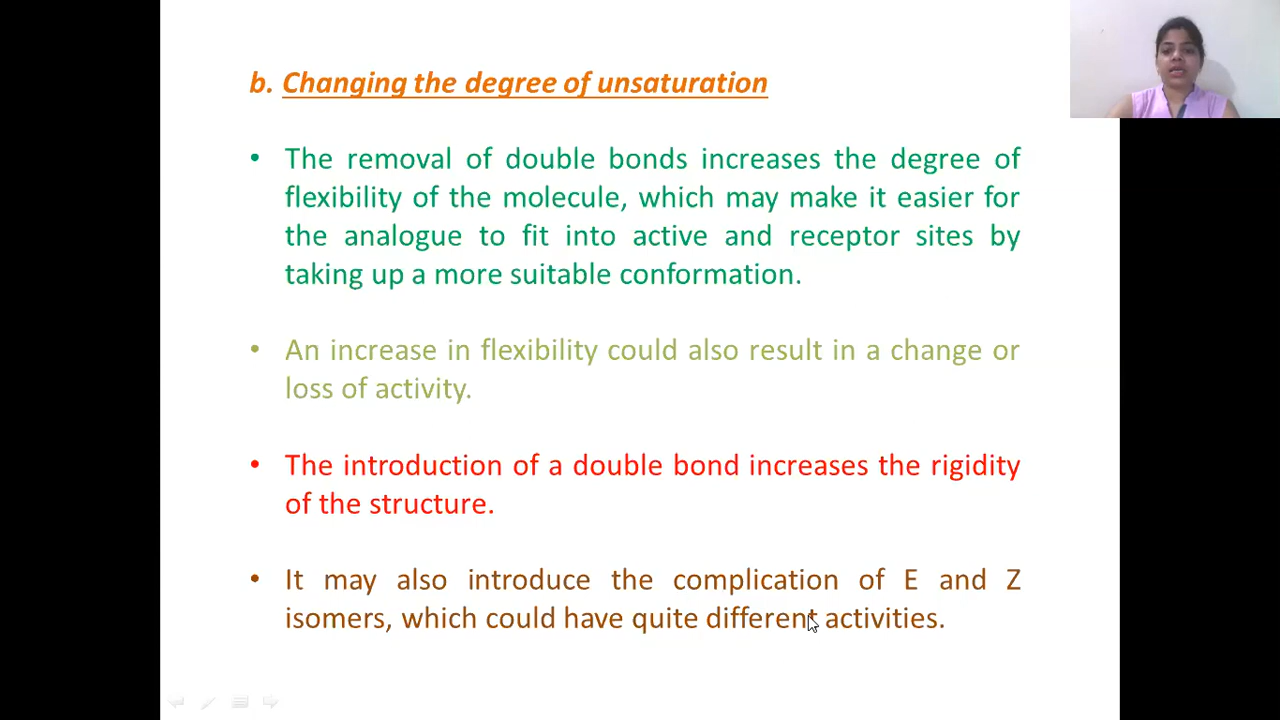 b. Changing the degree of unsaturation
• The removal of double bonds increases the degree of
flexibility of the molecule, which may make it easier for
the analogue to fit into active and receptor sites by
taking up a more suitable conformation.
• An increase in flexibility could also result in a change or
loss of activity.
• The introduction of a double bond increases the rigidity
of the structure.
• It may also introduce the complication of E and Z
isomers, which could have quite different activities.